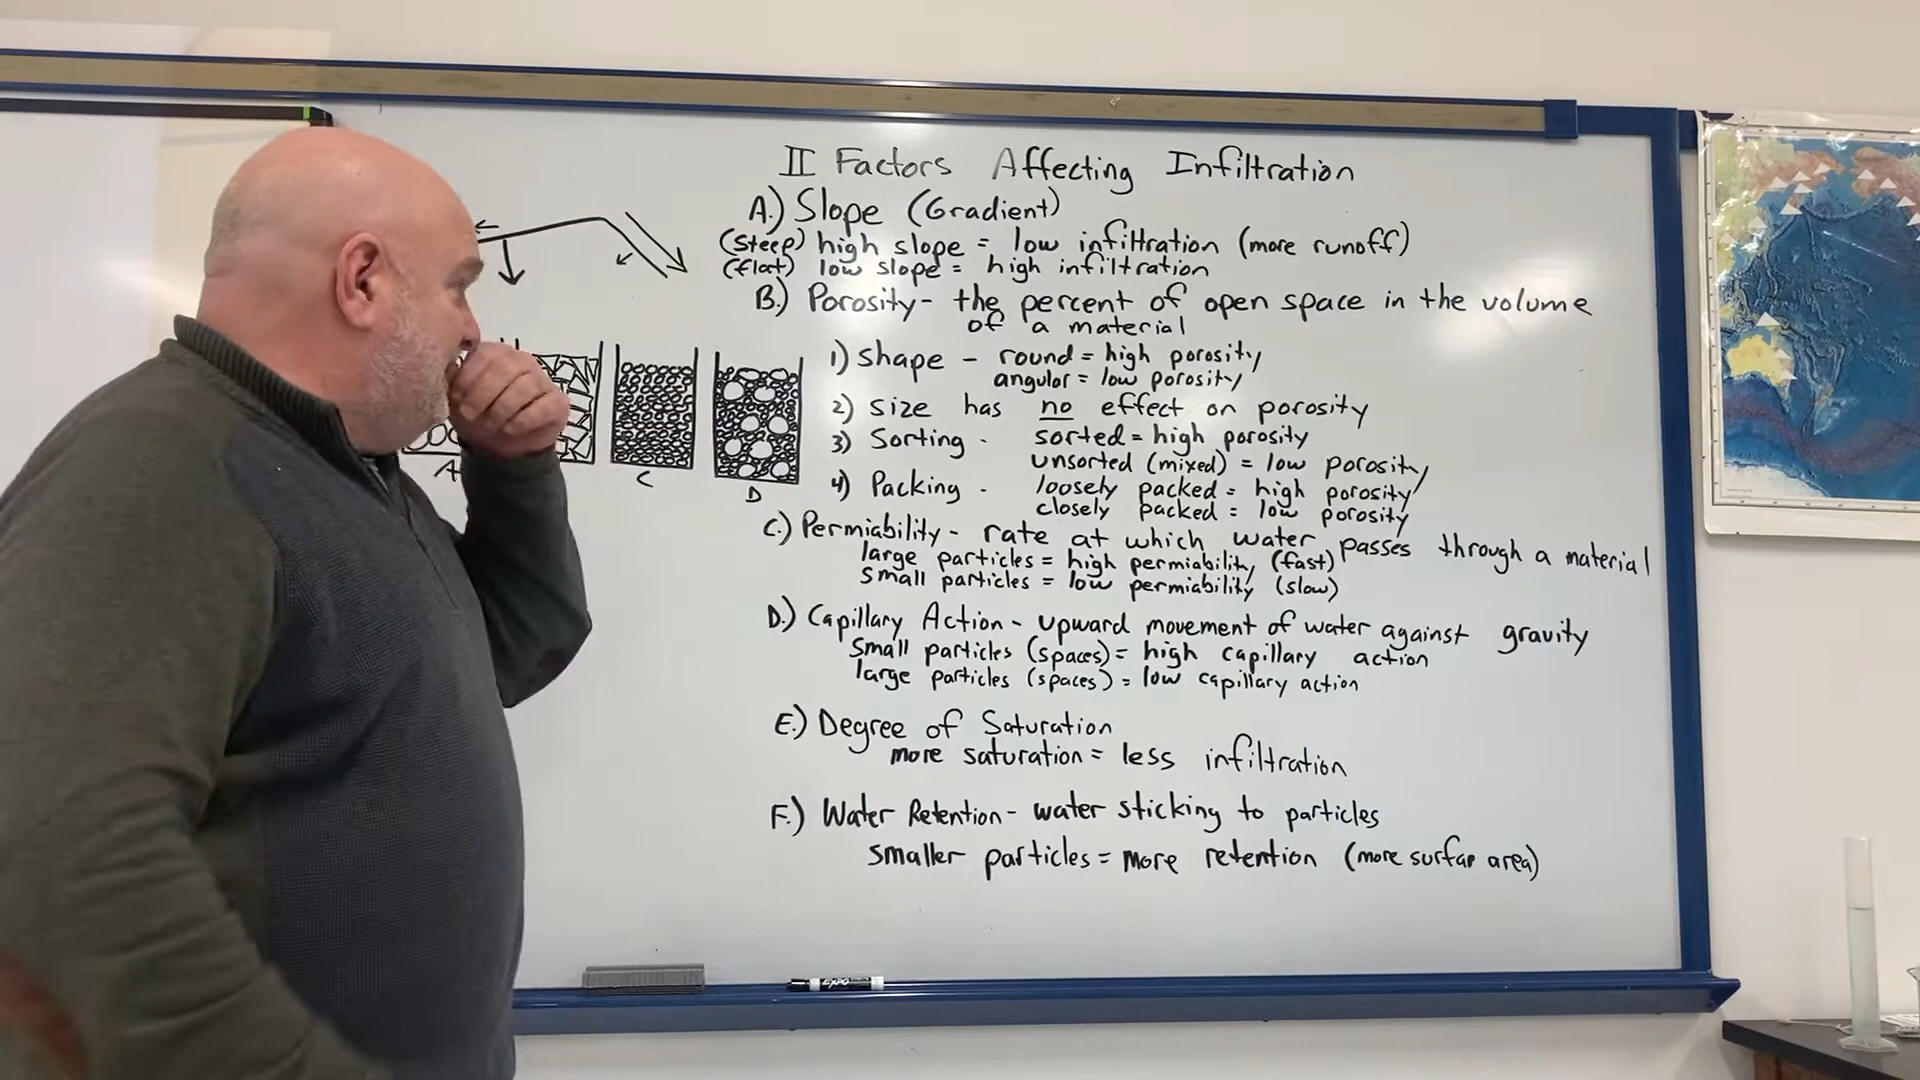 II Factors Affecting Infiltration
A.) Slope (Gradient)
(steep) high slope = low infiltration (more runoff)
(flat) low slope = high infiltration
B.) Porosity - the percent of open space in the volume
of a material
1) Shape - round = high porosity
angular = low porosity
2) Size has no effect on porosity
3) Sorting - sorted = high porosity
unsorted (mixed) = low porosity
4) Packing - loosely packed = high porosity
closely packed = low porosity
C.) Permiability - rate at which water passes through a material
large particles = high permiability (fast)
small particles = low permiability (slow)
D.) Capillary Action - upward movement of water against gravity
small particles (spaces) = high capillary action
large particles (spaces) = low capillary action
E.) Degree of Saturation
more saturation = less infiltration
F.) Water Retention - water sticking to particles
smaller particles = more retention (more surfac area)
A
C
D
EXPO